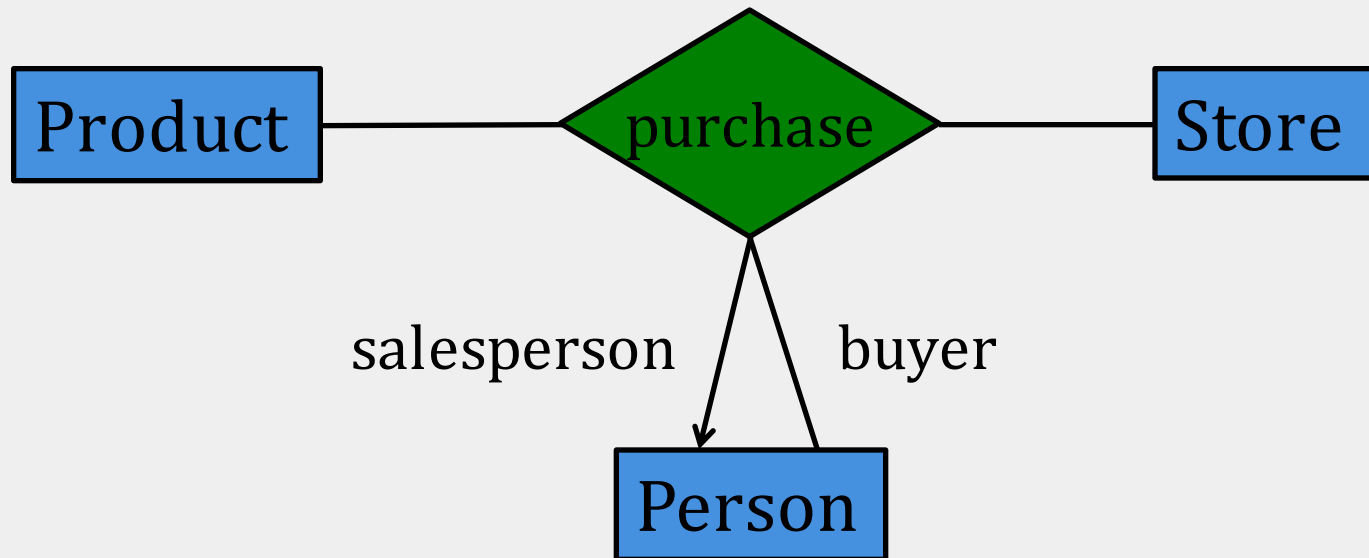 Product
purchase
Store
salesperson
buyer
Person